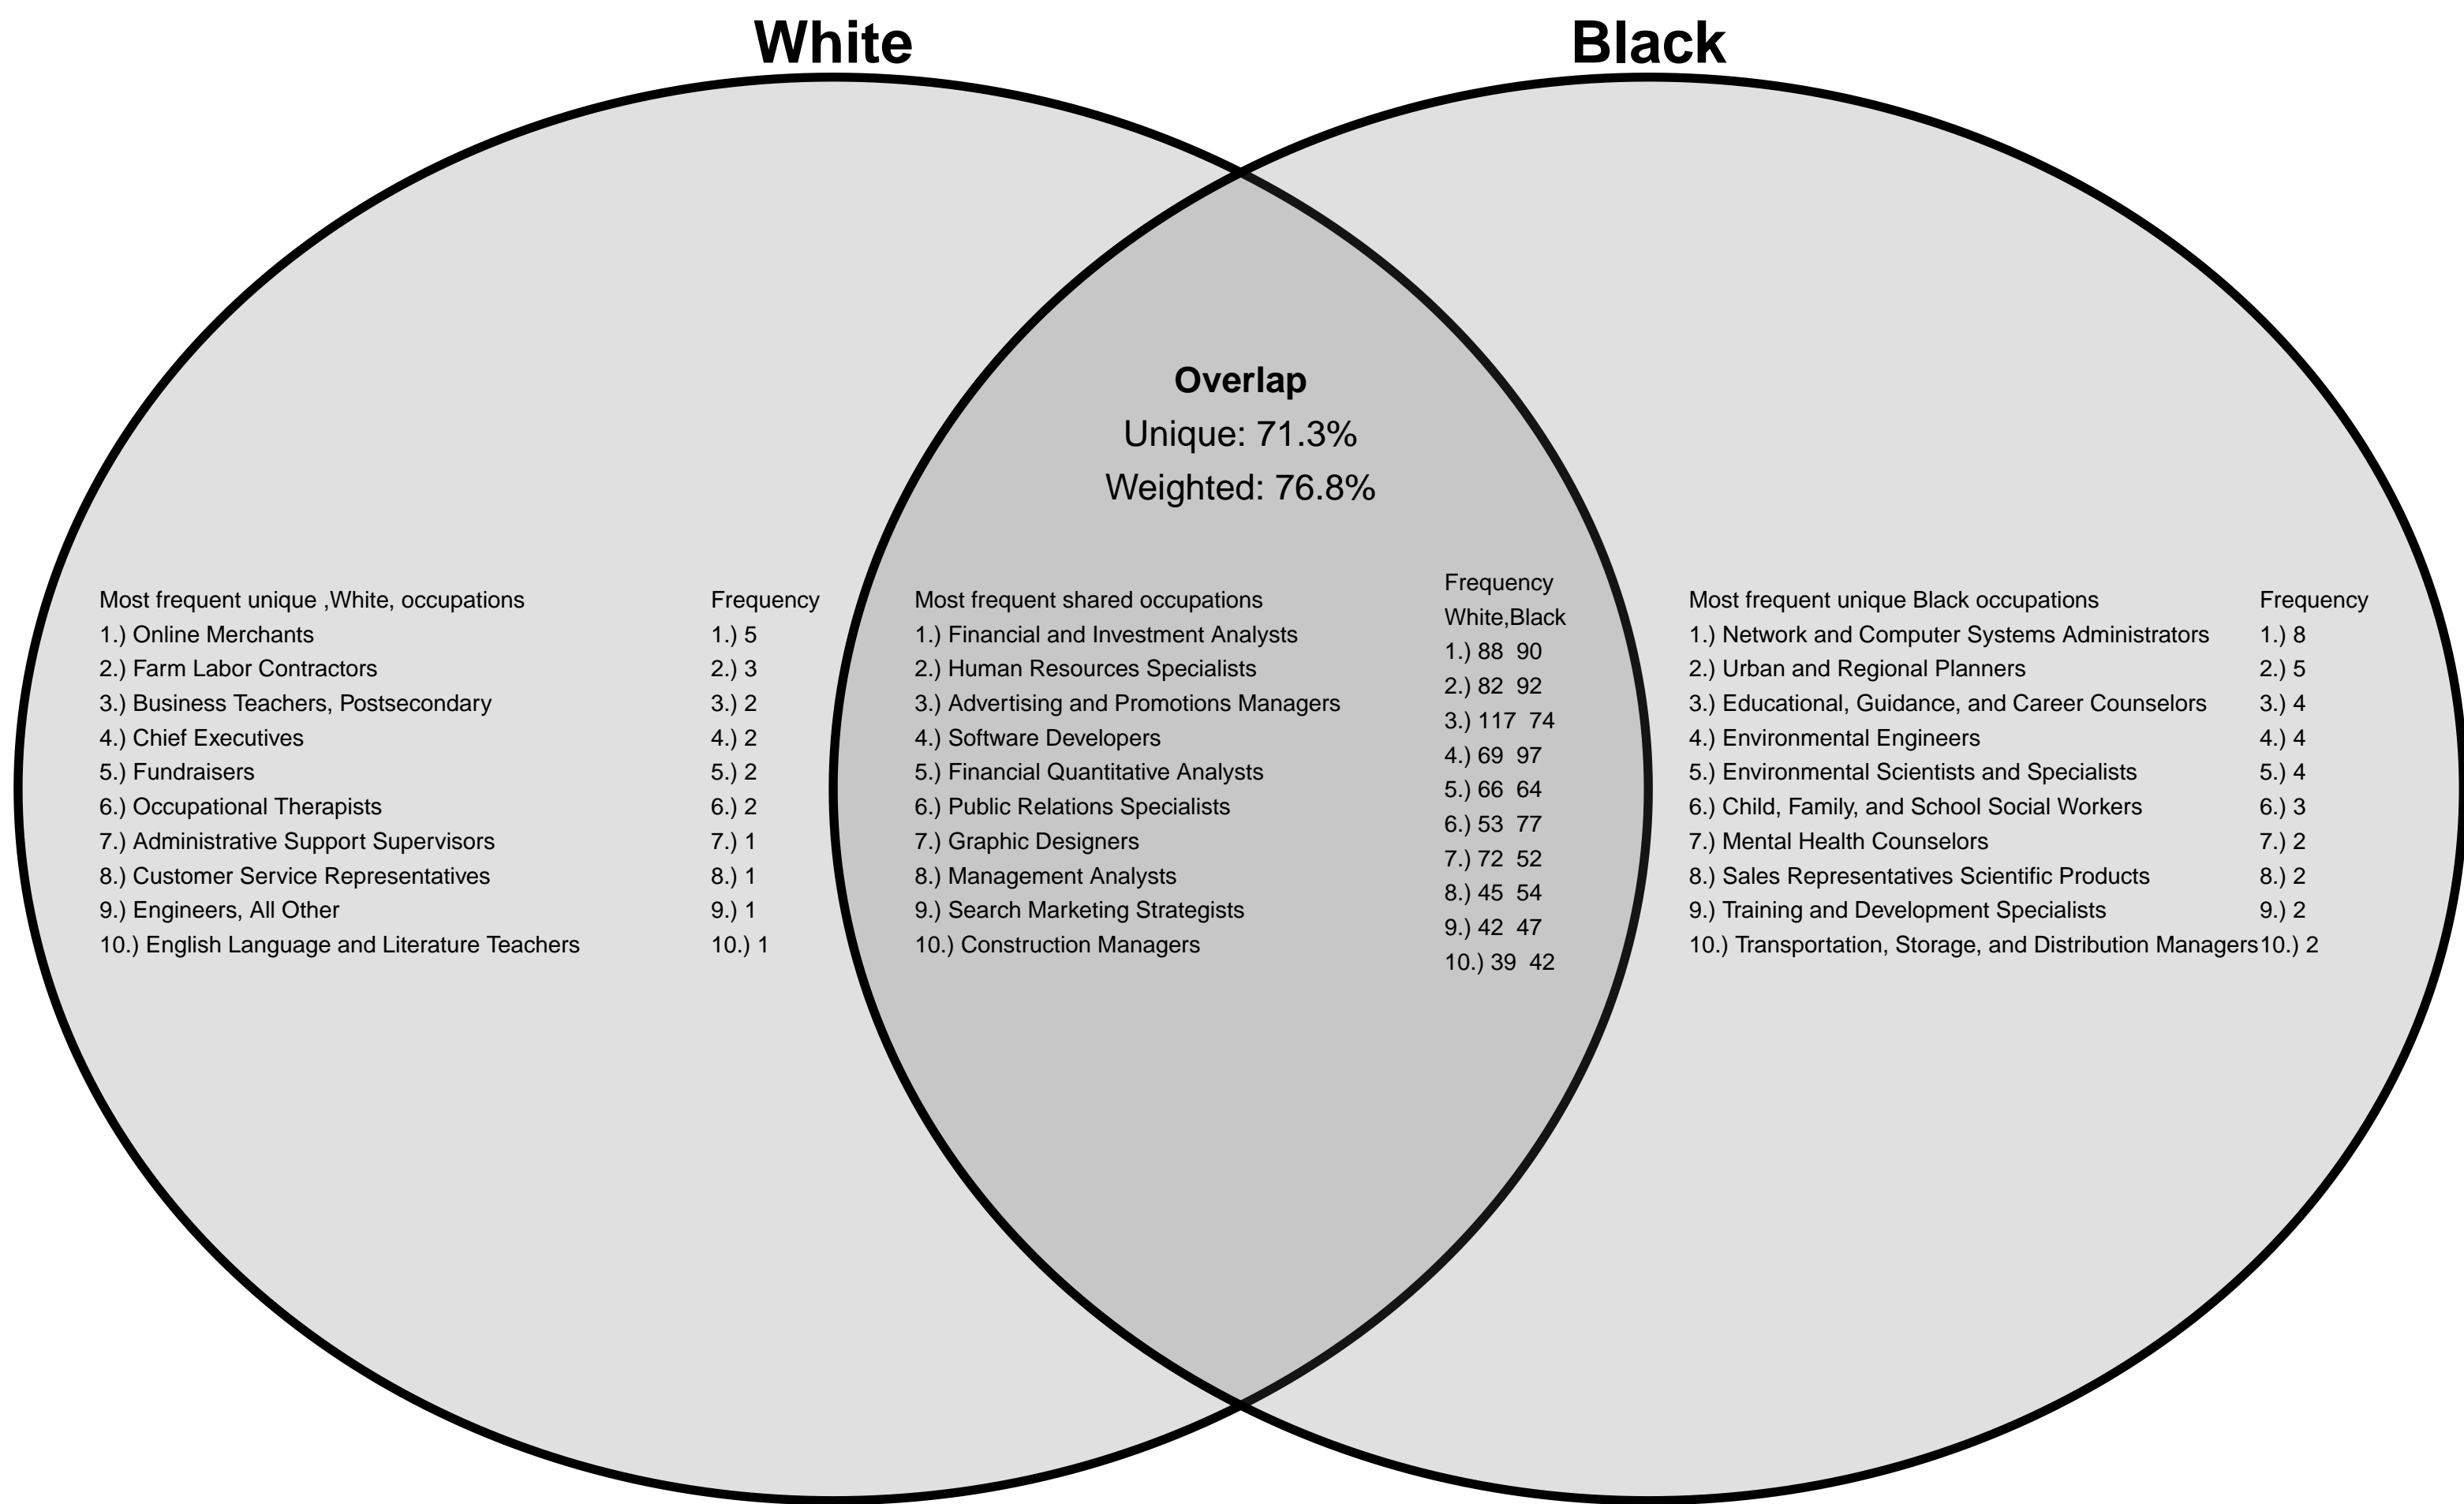 White
Black
Overlap
Unique: 71.3%
Weighted: 76.8%
Most frequent unique ,White, occupations
1.) Online Merchants
2.) Farm Labor Contractors
3.) Business Teachers, Postsecondary
4.) Chief Executives
5.) Fundraisers
6.) Occupational Therapists
7.) Administrative Support Supervisors
8.) Customer Service Representatives
9.) Engineers, All Other
10.) English Language and Literature Teachers
Frequency
1.) 5
2.) 3
3.) 2
4.) 2
5.) 2
6.) 2
7.) 1
8.) 1
9.) 1
10.) 1
Most frequent shared occupations
1.) Financial and Investment Analysts
2.) Human Resources Specialists
3.) Advertising and Promotions Managers
4.) Software Developers
5.) Financial Quantitative Analysts
6.) Public Relations Specialists
7.) Graphic Designers
8.) Management Analysts
9.) Search Marketing Strategists
10.) Construction Managers
Frequency
White,Black
1.) 88 90
2.) 82 92
3.) 117 74
4.) 69 97
5.) 66 64
6.) 53 77
7.) 72 52
8.) 45 54
9.) 42 47
10.) 39 42
Most frequent unique Black occupations
1.) Network and Computer Systems Administrators
2.) Urban and Regional Planners
3.) Educational, Guidance, and Career Counselors
4.) Environmental Engineers
5.) Environmental Scientists and Specialists
6.) Child, Family, and School Social Workers
7.) Mental Health Counselors
8.) Sales Representatives Scientific Products
9.) Training and Development Specialists
10.) Transportation, Storage, and Distribution Managers
Frequency
1.) 8
2.) 5
3.) 4
4.) 4
5.) 4
6.) 3
7.) 2
8.) 2
9.) 2
10.) 2